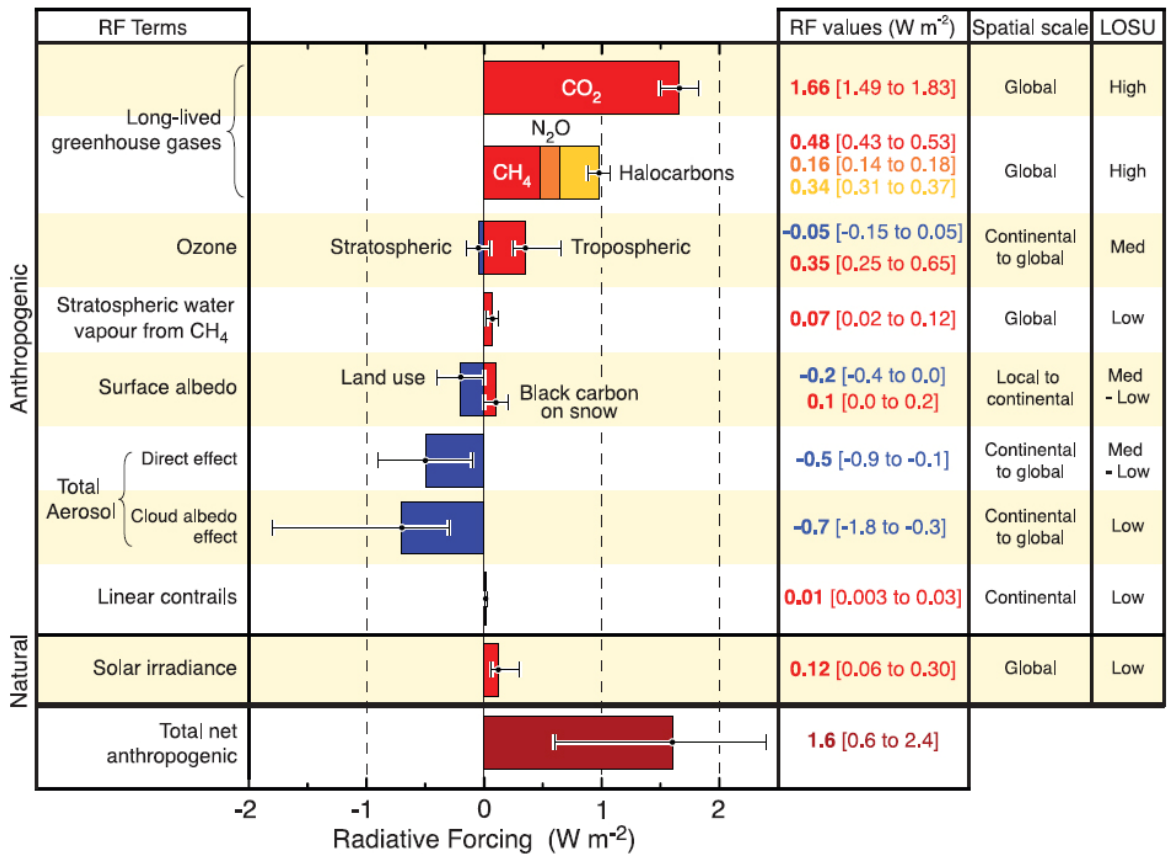 RF Terms
RF values (W m⁻²)
Spatial scale
LOSU
Anthropogenic
Natural
Long-lived
greenhouse gases
CO₂
1.66 [1.49 to 1.83]
Global
High
N₂O
CH₄
Halocarbons
0.48 [0.43 to 0.53]
0.16 [0.14 to 0.18]
0.34 [0.31 to 0.37]
Global
High
Ozone
Stratospheric
Tropospheric
-0.05 [-0.15 to 0.05]
0.35 [0.25 to 0.65]
Continental
to global
Med
Stratospheric water
vapour from CH₄
0.07 [0.02 to 0.12]
Global
Low
Surface albedo
Land use
Black carbon
on snow
-0.2 [-0.4 to 0.0]
0.1 [0.0 to 0.2]
Local to
continental
Med
- Low
Total
Aerosol
Direct effect
-0.5 [-0.9 to -0.1]
Continental
to global
Med
- Low
Cloud albedo
effect
-0.7 [-1.8 to -0.3]
Continental
to global
Low
Linear contrails
0.01 [0.003 to 0.03]
Continental
Low
Solar irradiance
0.12 [0.06 to 0.30]
Global
Low
Total net
anthropogenic
1.6 [0.6 to 2.4]
-2 -1 0 1 2
Radiative Forcing (W m⁻²)